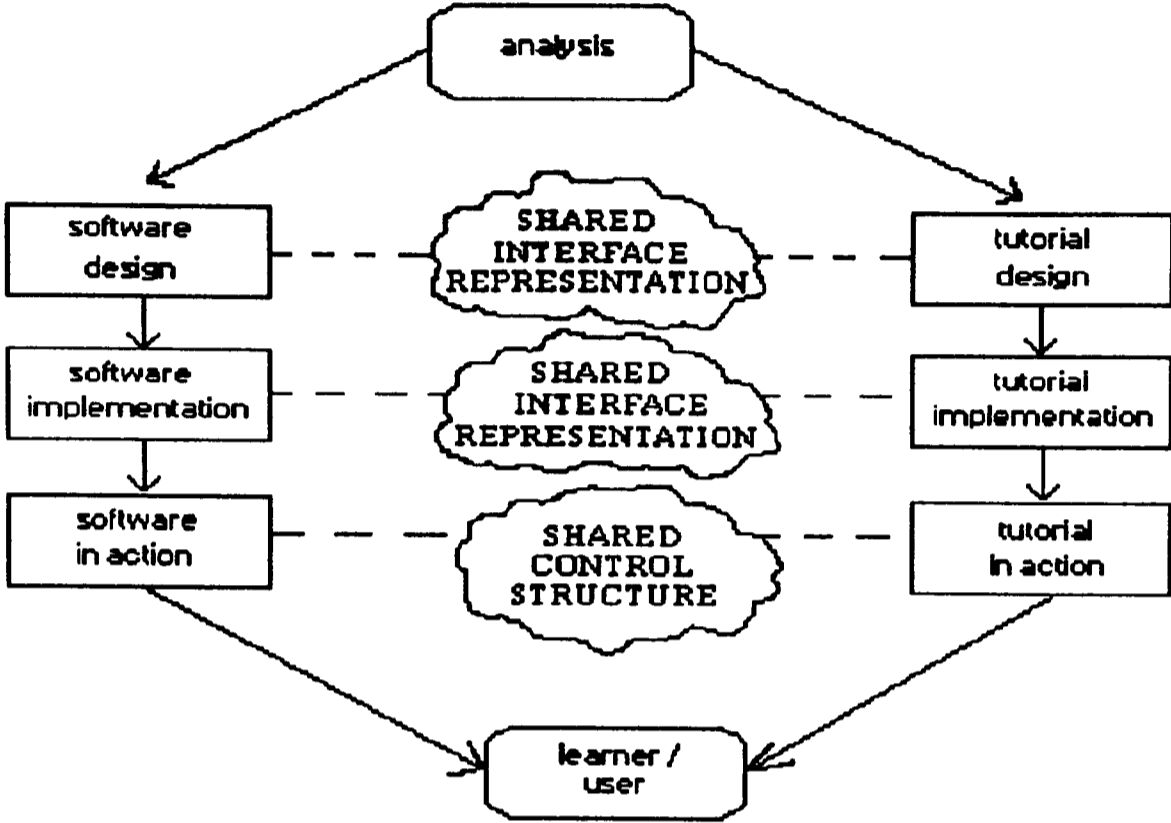 analysis
software
design
SHARED
INTERFACE
REPRESENTATION
tutorial
design
software
implementation
SHARED
INTERFACE
REPRESENTATION
tutorial
implementation
software
in action
SHARED
CONTROL
STRUCTURE
tutorial
in action
learner /
user